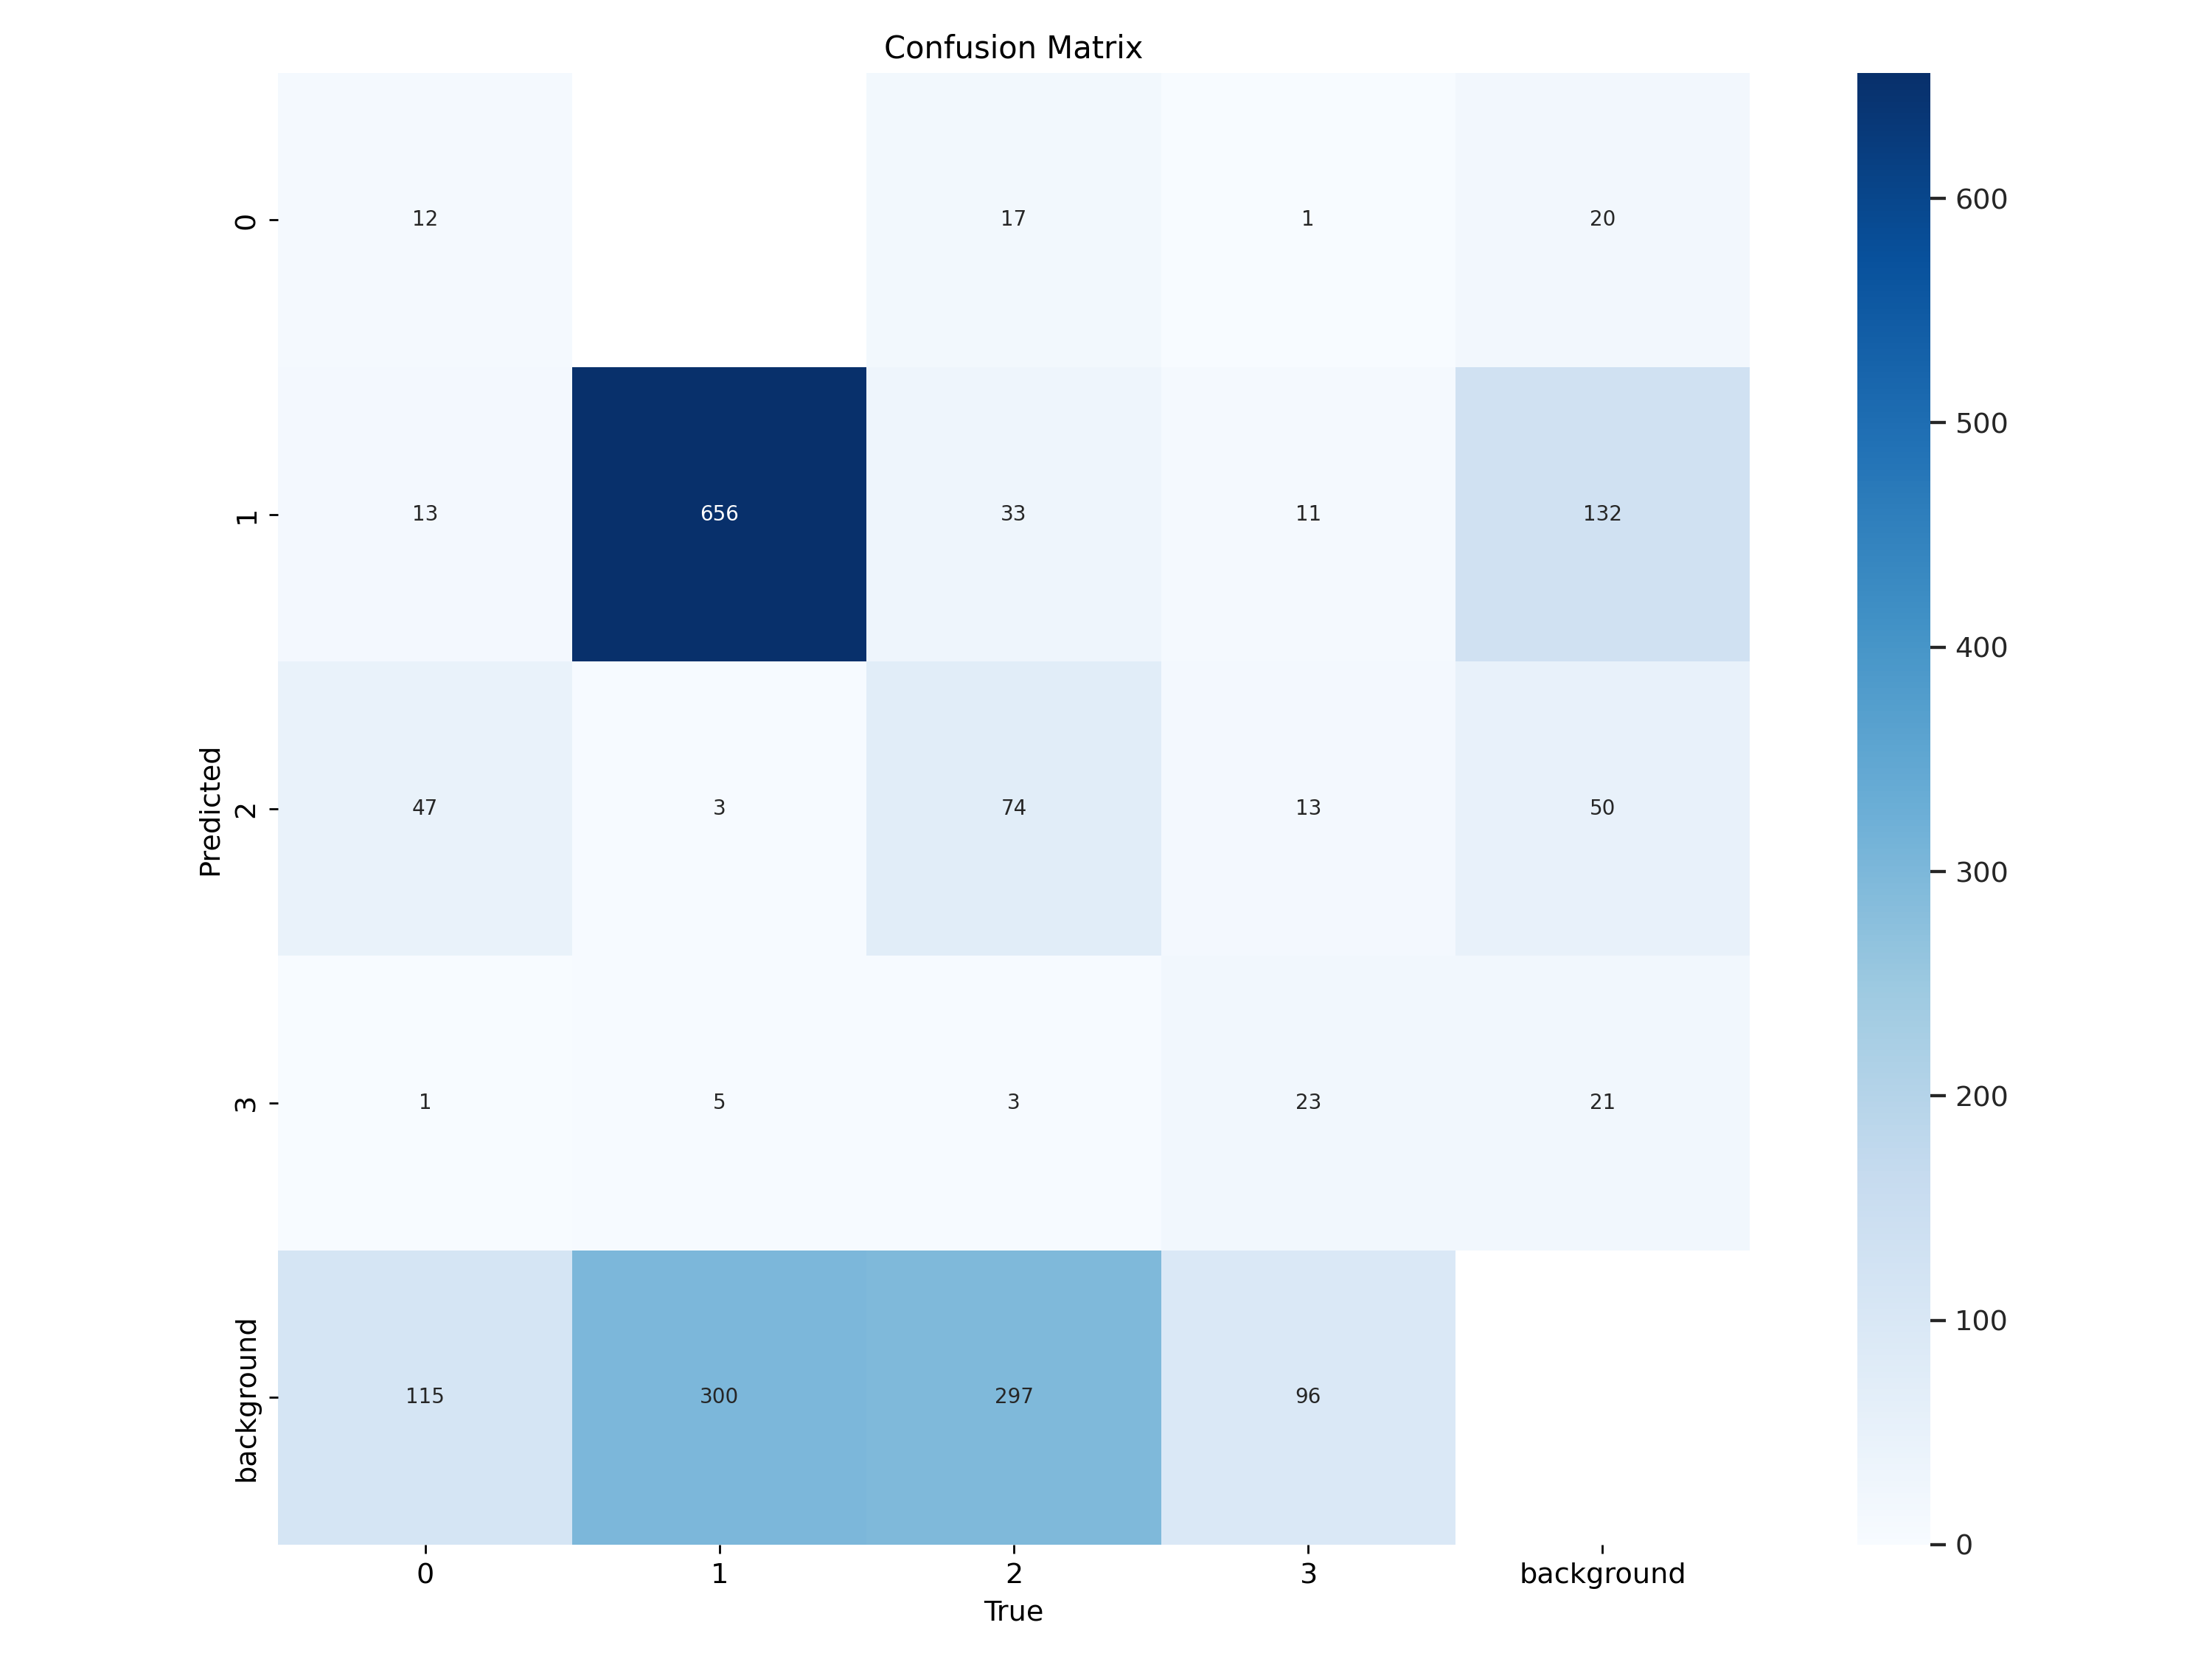 Confusion Matrix
0 12 17 1 20
1 13 656 33 11 132
2 47 3 74 13 50
3 1 5 3 23 21
background 115 300 297 96
0 1 2 3 background
True
Predicted
600
500
400
300
200
100
0